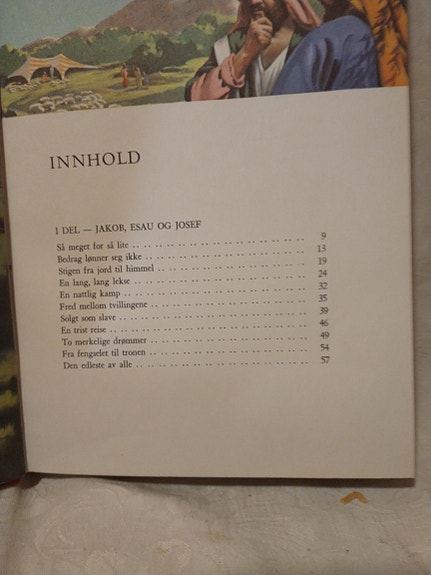 INNHOLD
I DEL — JAKOB, ESAU OG JOSEF
Så meget for så lite 9
Bedrag lønner seg ikke 13
Stigen fra jord til himmel 19
En lang, lang lekse 24
En nattlig kamp 32
Fred mellom tvillingene 35
Solgt som slave 39
En trist reise 46
To merkelige drømmer 49
Fra fengselet til tronen 54
Den edleste av alle 57